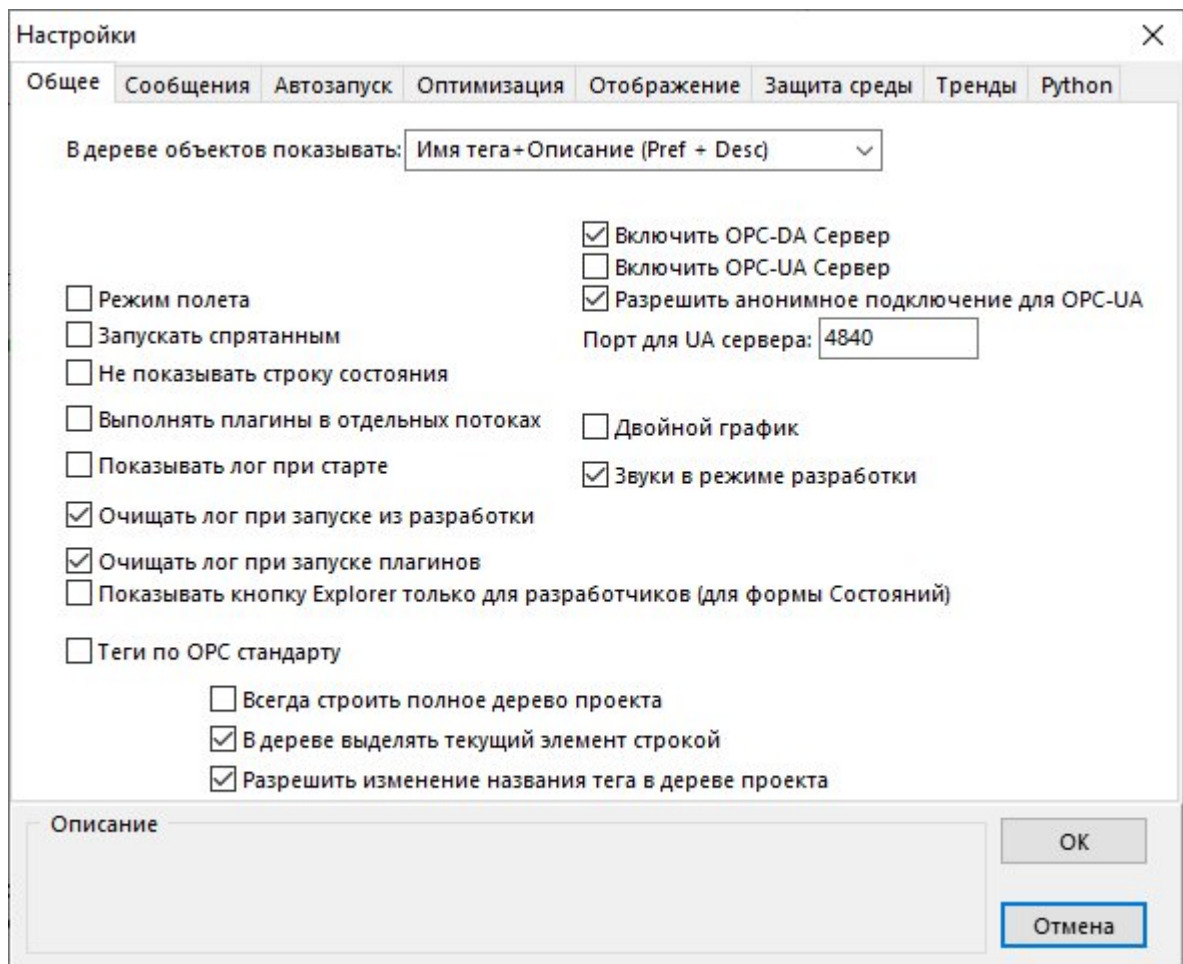 Настройки
Общее Сообщения Автозапуск Оптимизация Отображение Защита среды Тренды Python
В дереве объектов показывать: Имя тега+Описание (Pref + Desc)
Включить OPC-DA Сервер
Включить OPC-UA Сервер
Режим полета
Разрешить анонимное подключение для OPC-UA
Запускать спрятанным
Порт для UA сервера: 4840
Не показывать строку состояния
Выполнять плагины в отдельных потоках
Двойной график
Показывать лог при старте
Звуки в режиме разработки
Очищать лог при запуске из разработки
Очищать лог при запуске плагинов
Показывать кнопку Explorer только для разработчиков (для формы Состояний)
Теги по OPC стандарту
Всегда строить полное дерево проекта
В дереве выделять текущий элемент строкой
Разрешить изменение названия тега в дереве проекта
Описание
ОК
Отмена